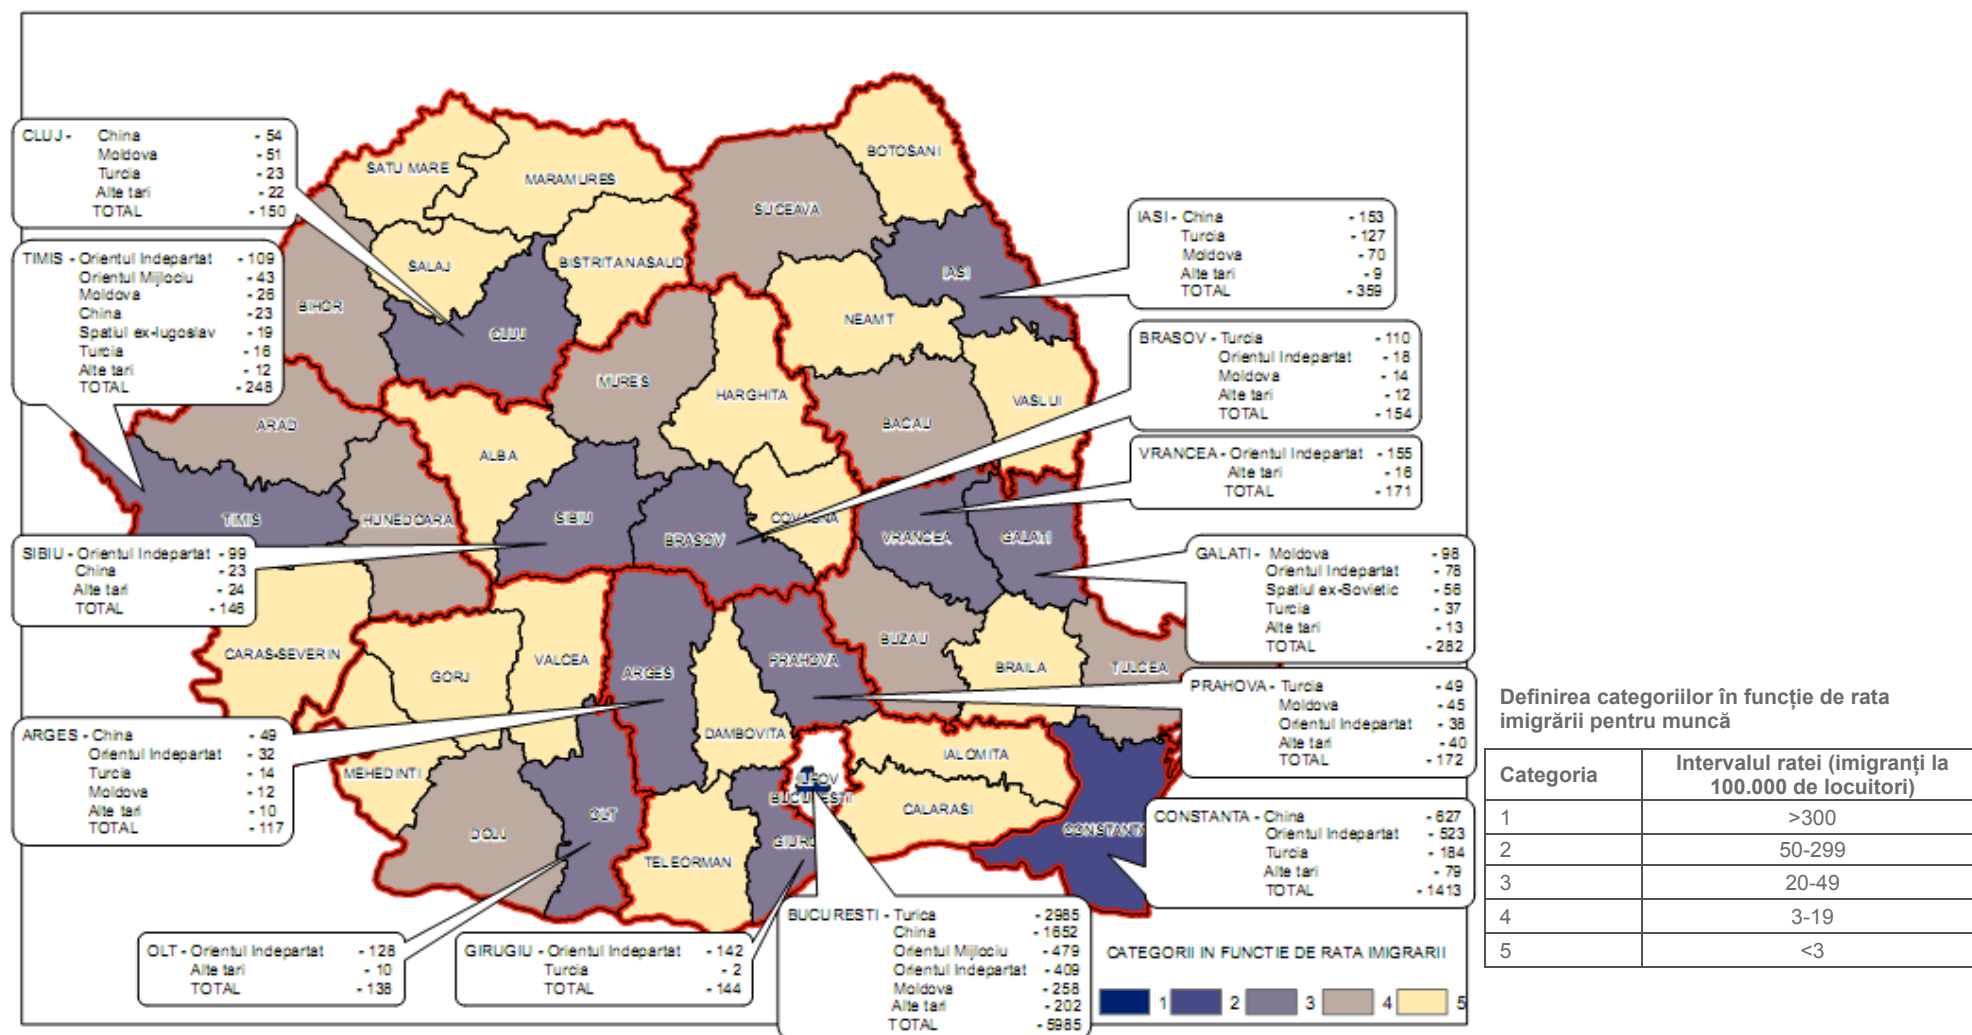 CLUJ - China - 54
Moldova - 51
Turcia - 23
Alte tari - 22
TOTAL - 150
TIMIS - Orientul Indepartat - 109
Orientul Mijlociu - 43
Moldova - 26
China - 23
Spatiul ex-Iugoslav - 19
Turcia - 16
Alte tari - 12
TOTAL - 248
SIBIU - Orientul Indepartat - 99
China - 23
Alte tari - 24
TOTAL - 146
ARGES - China - 49
Orientul Indepartat - 32
Turcia - 14
Moldova - 12
Alte tari - 10
TOTAL - 117
OLT - Orientul Indepartat - 128
Alte tari - 10
TOTAL - 138
GIRUGIU - Orientul Indepartat - 142
Turcia - 2
TOTAL - 144
BUCURESTI - Turica - 2985
China - 1652
Orientul Mijlociu - 479
Orientul Indepartat - 409
Moldova - 258
Alte tari - 202
TOTAL - 5985
IASI - China - 153
Turcia - 127
Moldova - 70
Alte tari - 9
TOTAL - 359
BRASOV - Turcia - 110
Orientul Indepartat - 18
Moldova - 14
Alte tari - 12
TOTAL - 154
VRANCEA - Orientul Indepartat - 155
Alte tari - 16
TOTAL - 171
GALATI - Moldova - 98
Orientul Indepartat - 78
Spatiul ex-Sovietic - 56
Turcia - 37
Alte tari - 13
TOTAL - 282
PRAHOVA - Turcia - 49
Moldova - 45
Orientul Indepartat - 38
Alte tari - 40
TOTAL - 172
CONSTANTA - China - 627
Orientul Indepartat - 523
Turcia - 184
Alte tari - 79
TOTAL - 1413
SATU MARE
MARAMURES
BOTOSANI
SUCEAVA
SALAJ
BISTRITA NASAUD
IASI
BIHOR
CLUJ
NEAMT
MURES
HARGHITA
VASLUI
ARAD
BACAU
ALBA
TIMIS
HUNEDOARA
SIBIU
BRASOV
COVASNA
VRANCEA
GALATI
CARAS-SEVERIN
GORJ
VALCEA
ARGES
PRAHOVA
BUZAU
BRAILA
TULCEA
DAMBOVITA
IALOMITA
MEHEDINTI
ILFOV
BUCURESTI
CALARASI
DOLJ
OLT
TELEORMAN
GIURG
CONSTANTA
CATEGORII IN FUNCTIE DE RATA IMIGRARII
1 2 3 4 5
Definirea categoriilor în funcție de rata
imigrării pentru muncă
Categoria Intervalul ratei (imigranți la
100.000 de locuitori)
1 >300
2 50-299
3 20-49
4 3-19
5 <3